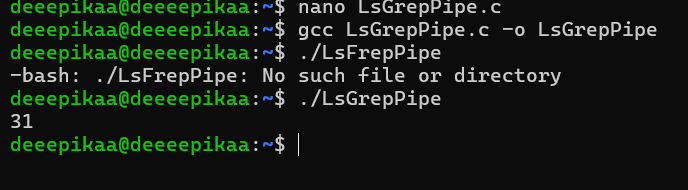 deeepikaa@deeeepikaa:~$ nano LsGrepPipe.c
deeepikaa@deeeepikaa:~$ gcc LsGrepPipe.c -o LsGrepPipe
deeepikaa@deeeepikaa:~$ ./LsFrepPipe
-bash: ./LsFrepPipe: No such file or directory
deeepikaa@deeeepikaa:~$ ./LsGrepPipe
31
deeepikaa@deeeepikaa:~$